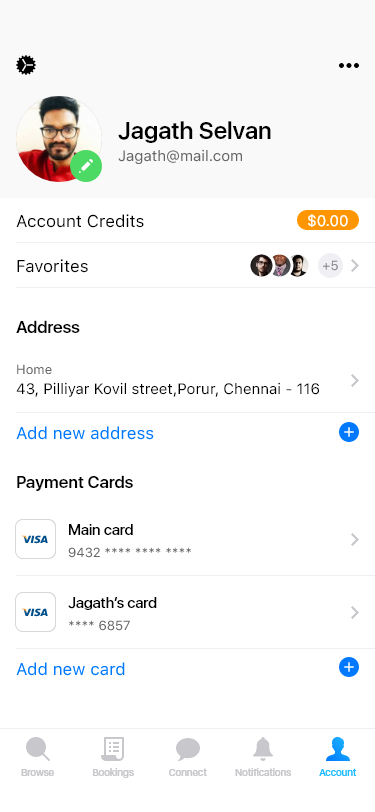 Jagath Selvan
Jagath@mail.com
Account Credits $0.00
Favorites +5
Address
Home
43, Pilliyar Kovil street,Porur, Chennai - 116
Add new address
Payment Cards
VISA Main card
9432 **** **** ****
VISA Jagath's card
**** 6857
Add new card
Browse Bookings Connect Notifications Account